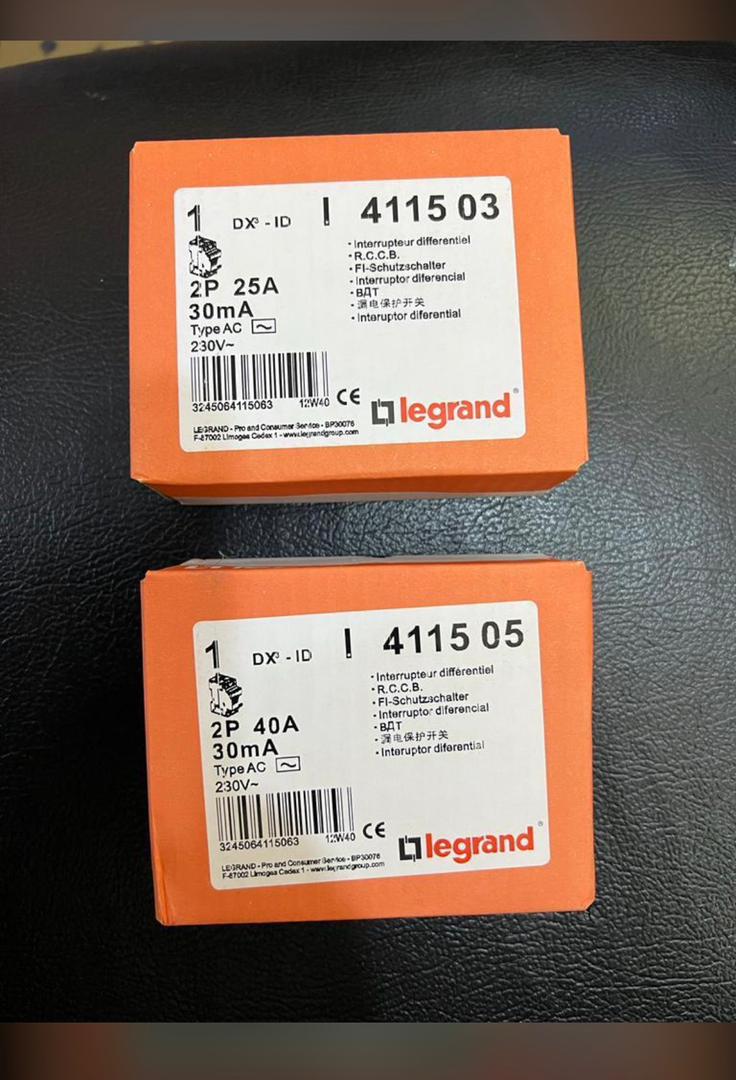 1 DX³ - ID 4115 03
2P 25A
30mA
Type AC
230V~
• Interrupteur differentiel
• R.C.C.B.
• FI-Schutzschalter
• Interruptor diferencial
• ВДТ
• 漏电保护开关
• Interuptor diferential
3245064115063 12W40 CE
legrand®
LEGRAND - Pro and Consumer Service - BP30076
F-87002 Limoges Cedex 1 - www.legrandgroup.com
1 DX³ - ID 4115 05
2P 40A
30mA
Type AC
230V~
• Interrupteur différentiel
• R.C.C.B.
• FI-Schutzschalter
• Interruptor diferencial
• ВДТ
• 漏电保护开关
• Interuptor diferential
3245064115063 12W40 CE
legrand®
LEGRAND - Pro and Consumer Service - BP30076
F-87002 Limoges Cedex 1 - www.legrandgroup.com